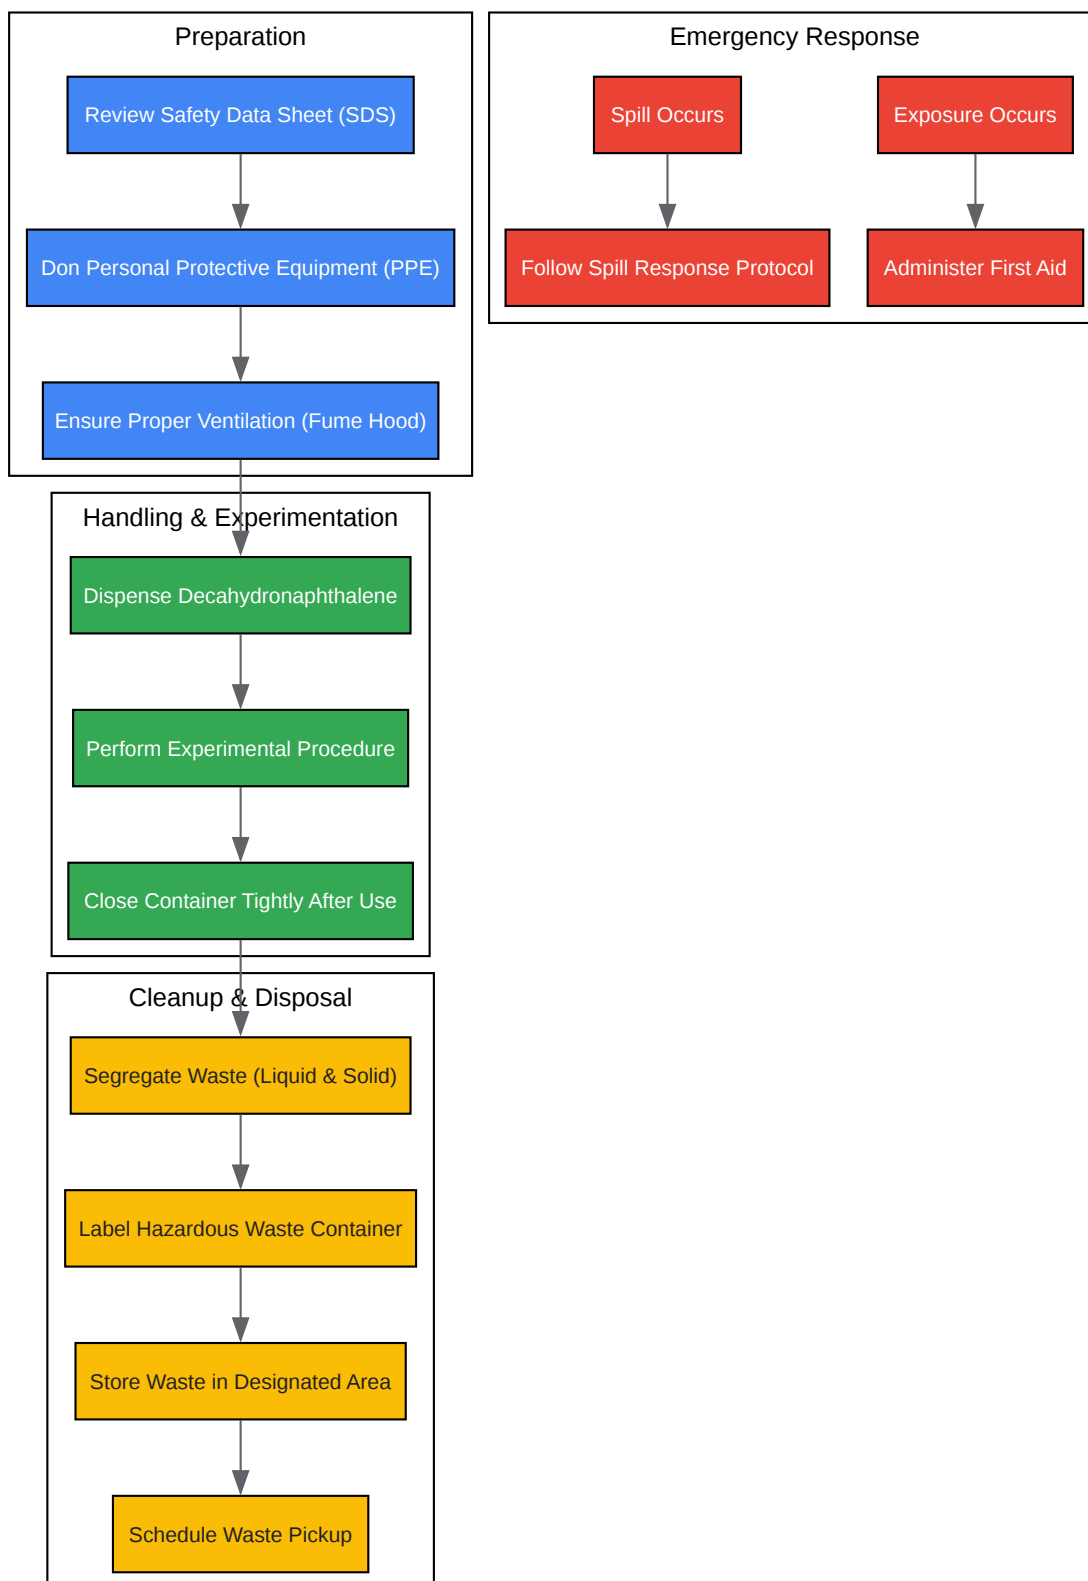 Preparation
Review Safety Data Sheet (SDS)
Don Personal Protective Equipment (PPE)
Ensure Proper Ventilation (Fume Hood)
Emergency Response
Spill Occurs
Exposure Occurs
Follow Spill Response Protocol
Administer First Aid
Handling & Experimentation
Dispense Decahydronaphthalene
Perform Experimental Procedure
Close Container Tightly After Use
Cleanup & Disposal
Segregate Waste (Liquid & Solid)
Label Hazardous Waste Container
Store Waste in Designated Area
Schedule Waste Pickup